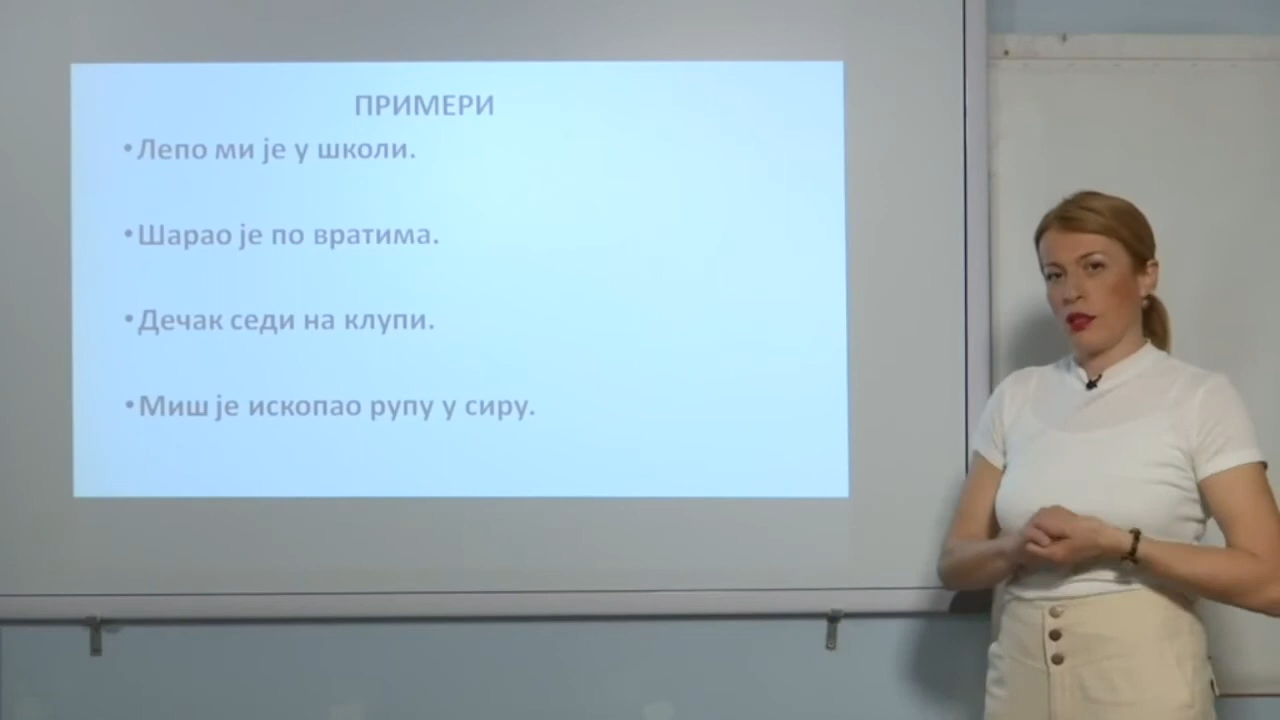 ПРИМЕРИ
• Лепо ми је у школи.
• Шарао је по вратима.
• Дечак седи на клупи.
• Миш је ископао рупу у сиру.